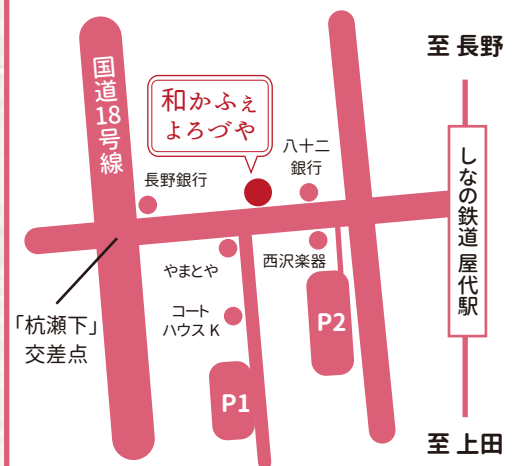 至 長野
国道18号線
和かふぇ
よろづや
八十二
銀行
長野銀行
しなの鉄道 屋代駅
やまとや
西沢楽器
コート
ハウス K
「杭瀬下」
交差点
P2
P1
至 上田